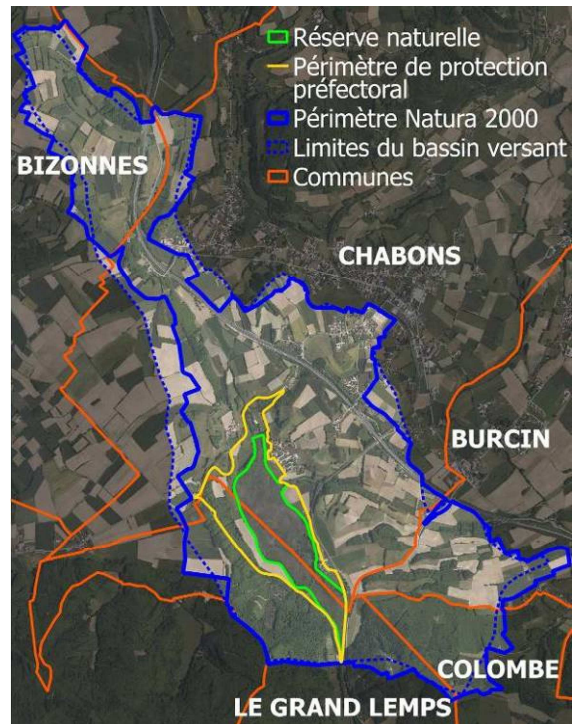 Réserve naturelle
Périmètre de protection
préfectoral
Périmètre Natura 2000
Limites du bassin versant
Communes
BIZONNES
CHABONS
BURCIN
COLOMBE
LE GRAND LEMPS